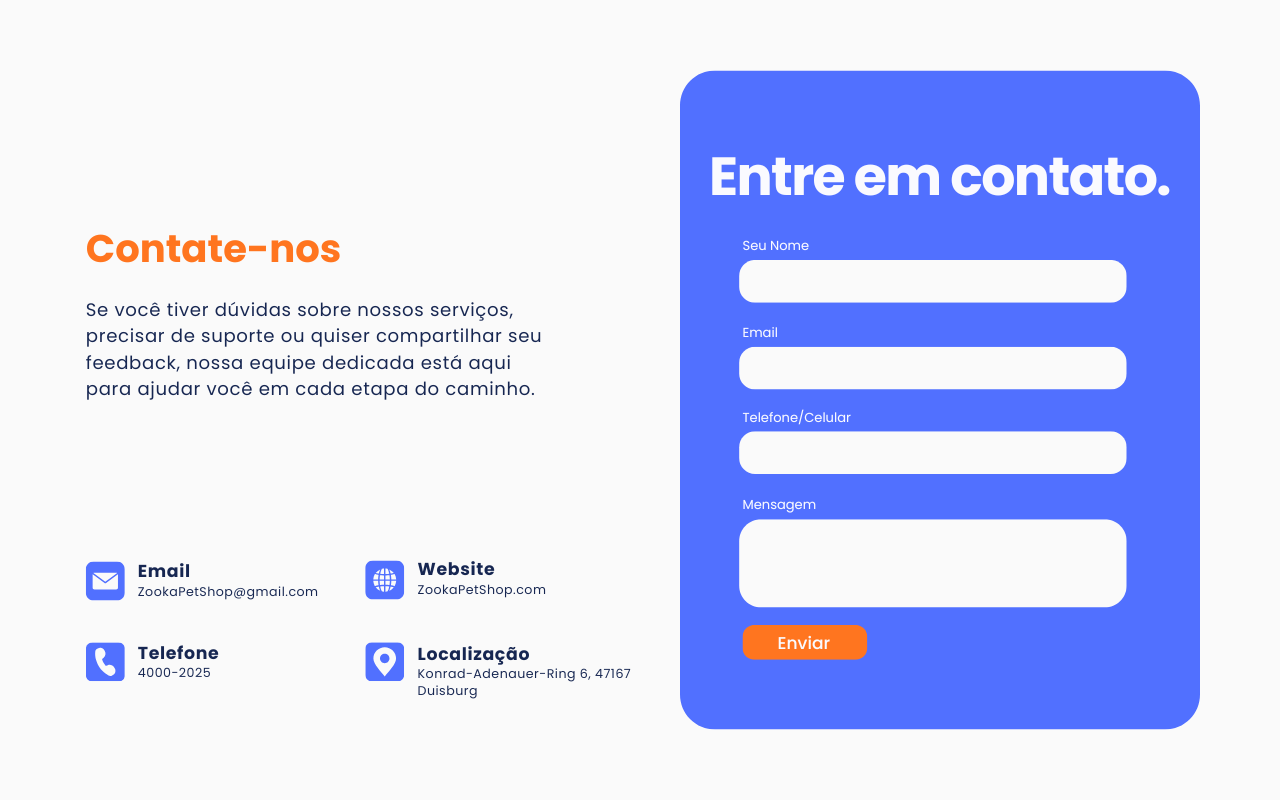 Contate-nos
Se você tiver dúvidas sobre nossos serviços,
precisar de suporte ou quiser compartilhar seu
feedback, nossa equipe dedicada está aqui
para ajudar você em cada etapa do caminho.
Email
ZookaPetShop@gmail.com
Website
ZookaPetShop.com
Telefone
4000-2025
Localização
Konrad-Adenauer-Ring 6, 47167
Duisburg
Entre em contato.
Seu Nome
Email
Telefone/Celular
Mensagem
Enviar